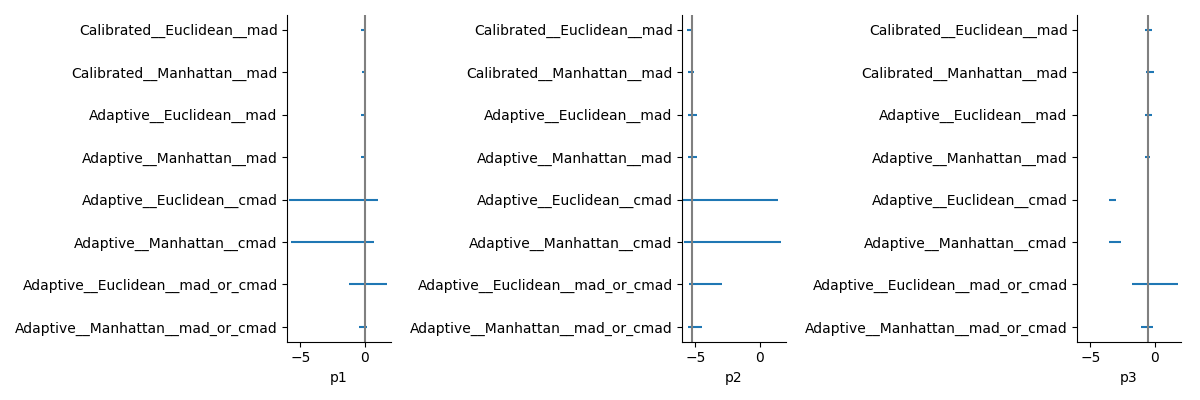 Calibrated__Euclidean__mad
Calibrated__Manhattan__mad
Adaptive__Euclidean__mad
Adaptive__Manhattan__mad
Adaptive__Euclidean__cmad
Adaptive__Manhattan__cmad
Adaptive__Euclidean__mad_or_cmad
Adaptive__Manhattan__mad_or_cmad
−5 0
p1
Calibrated__Euclidean__mad
Calibrated__Manhattan__mad
Adaptive__Euclidean__mad
Adaptive__Manhattan__mad
Adaptive__Euclidean__cmad
Adaptive__Manhattan__cmad
Adaptive__Euclidean__mad_or_cmad
Adaptive__Manhattan__mad_or_cmad
−5 0
p2
Calibrated__Euclidean__mad
Calibrated__Manhattan__mad
Adaptive__Euclidean__mad
Adaptive__Manhattan__mad
Adaptive__Euclidean__cmad
Adaptive__Manhattan__cmad
Adaptive__Euclidean__mad_or_cmad
Adaptive__Manhattan__mad_or_cmad
−5 0
p3